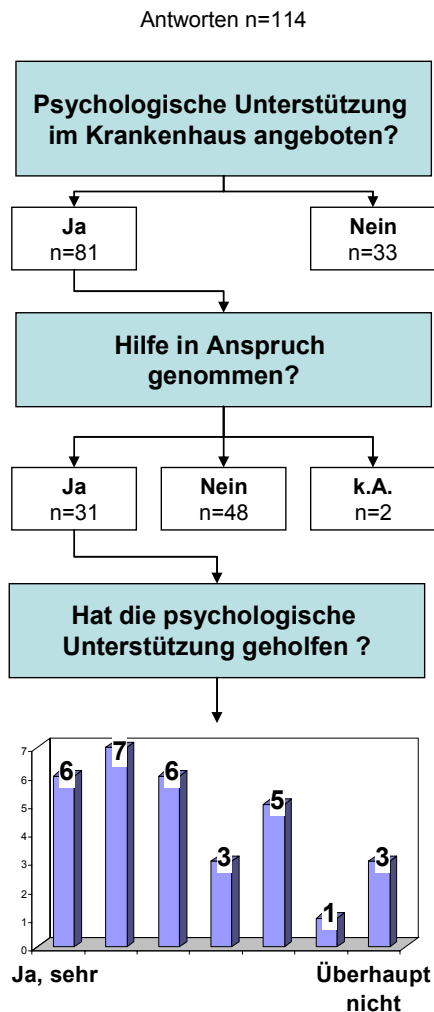 Antworten n=114
Psychologische Unterstützung
im Krankenhaus angeboten?
Ja
n=81
Nein
n=33
Hilfe in Anspruch
genommen?
Ja
n=31
Nein
n=48
k.A.
n=2
Hat die psychologische
Unterstützung geholfen ?
7
6
5
4
3
2
1
0
6
7
6
3
5
1
3
Ja, sehr
Überhaupt
nicht